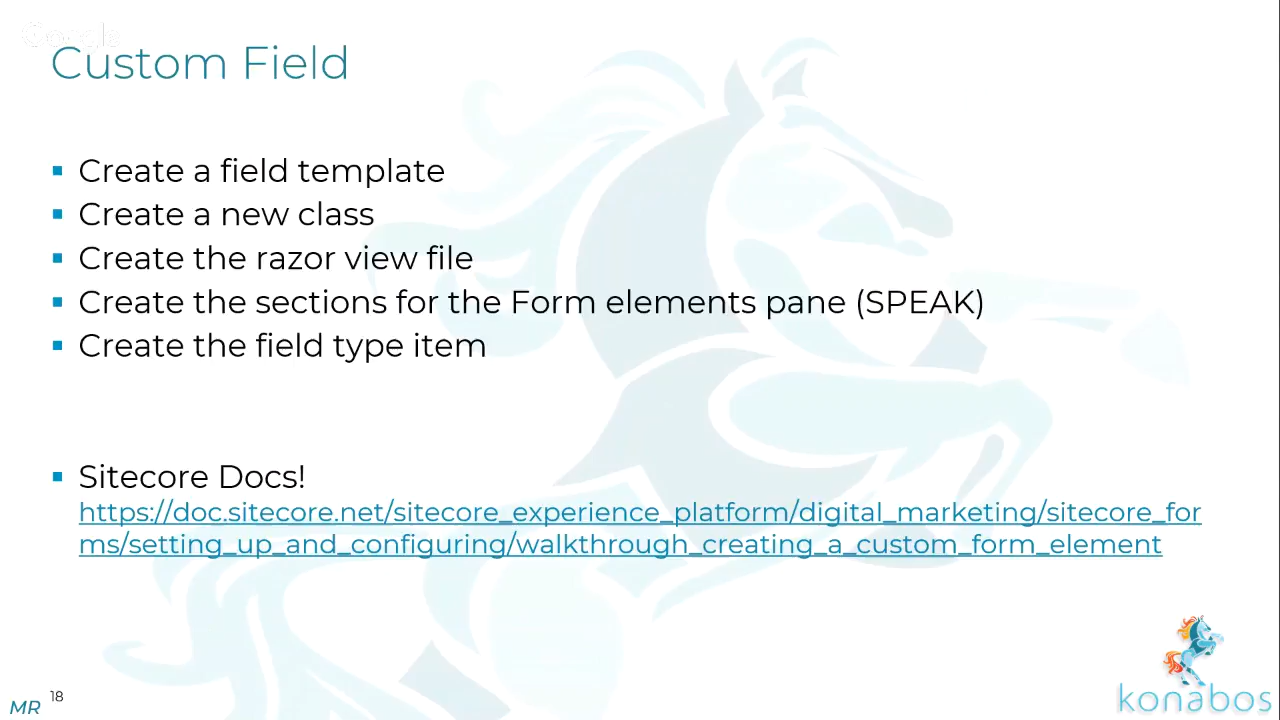 Google
Custom Field
Create a field template
Create a new class
Create the razor view file
Create the sections for the Form elements pane (SPEAK)
Create the field type item
Sitecore Docs!
https://doc.sitecore.net/sitecore_experience_platform/digital_marketing/sitecore_for
ms/setting_up_and_configuring/walkthrough_creating_a_custom_form_element
MR 18
konabos